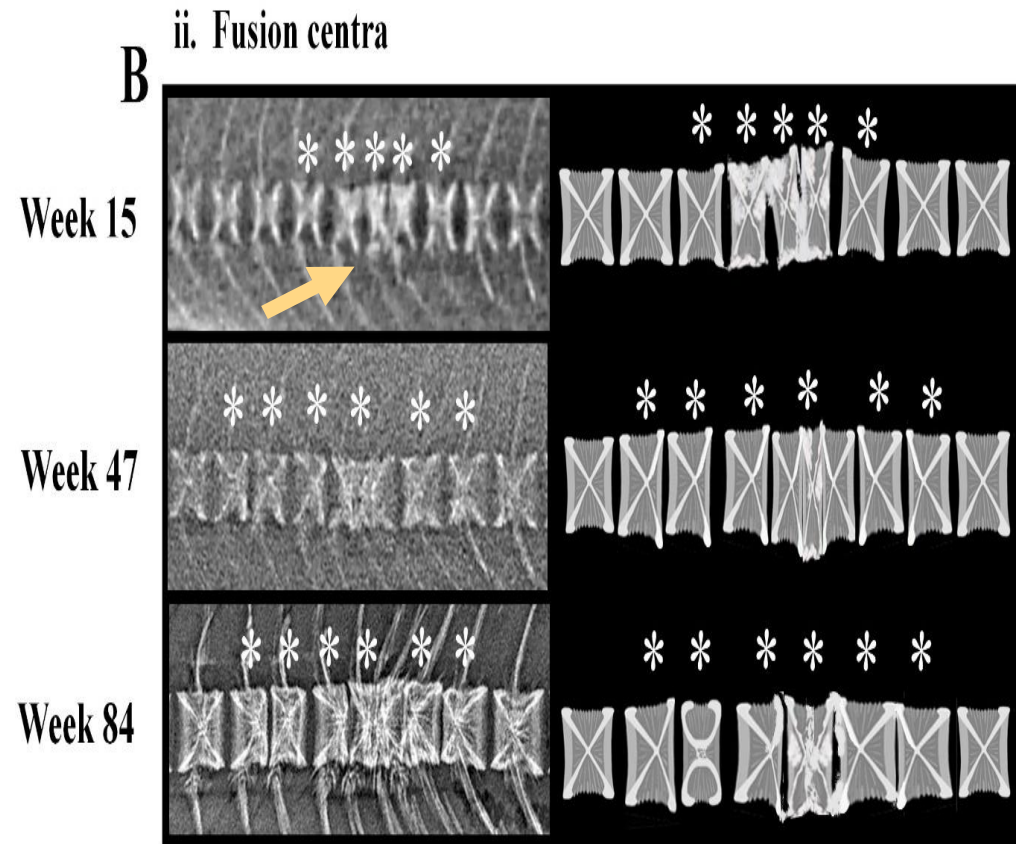 ii. Fusion centra
B
* * * * * * * * * *
Week 15
* * * * * * * * * * * *
Week 47
* * * * * * * * * * * *
Week 84